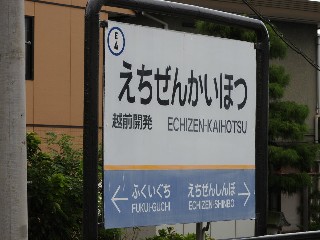 E
4
えちぜんかいほつ
越前開発 ECHIZEN-KAIHOTSU
ふくいぐち えちぜんしんぼ
FUKUI-GUCHI ECHIZEN-SHINBO